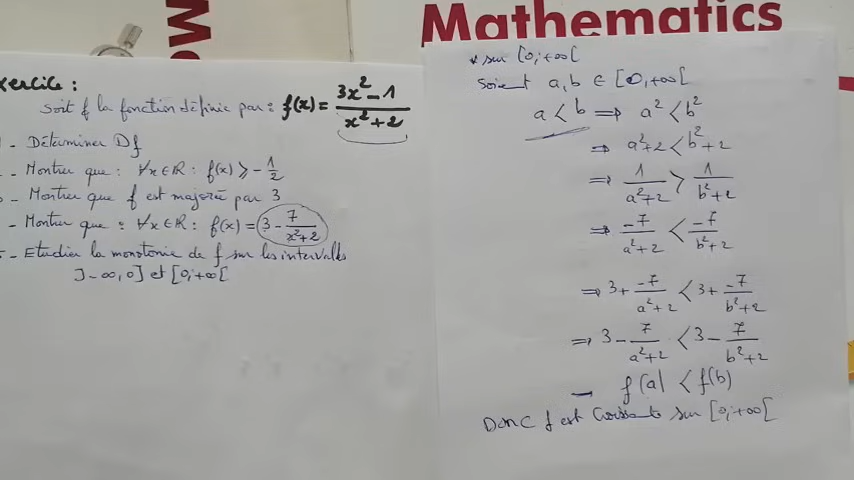 Mathematics
xercice :
soit f la fonction définie par : f(x) = 3x² - 1 / x² + 2
- Déterminer Df
- Montrer que : ∀x∈ℝ : f(x) ⩾ - 1/2
- Montrer que f est majorée par 3
- Montrer que : ∀x∈ℝ : f(x) = 3 - 7/x²+2
- Etudier la monotonie de f sur les intervalls
]-∞,0] et [0,+∞[
* sur [0,+∞[
Soient a,b ∈ [0,+∞[
a < b ⟹ a² < b²
⟹ a²+2 < b²+2
⟹ 1/a²+2 > 1/b²+2
⟹ -7/a²+2 < -7/b²+2
⟹ 3 + -7/a²+2 < 3 + -7/b²+2
⟹ 3 - 7/a²+2 < 3 - 7/b²+2
f(a) < f(b)
Donc f est Croissante sur [0,+∞[